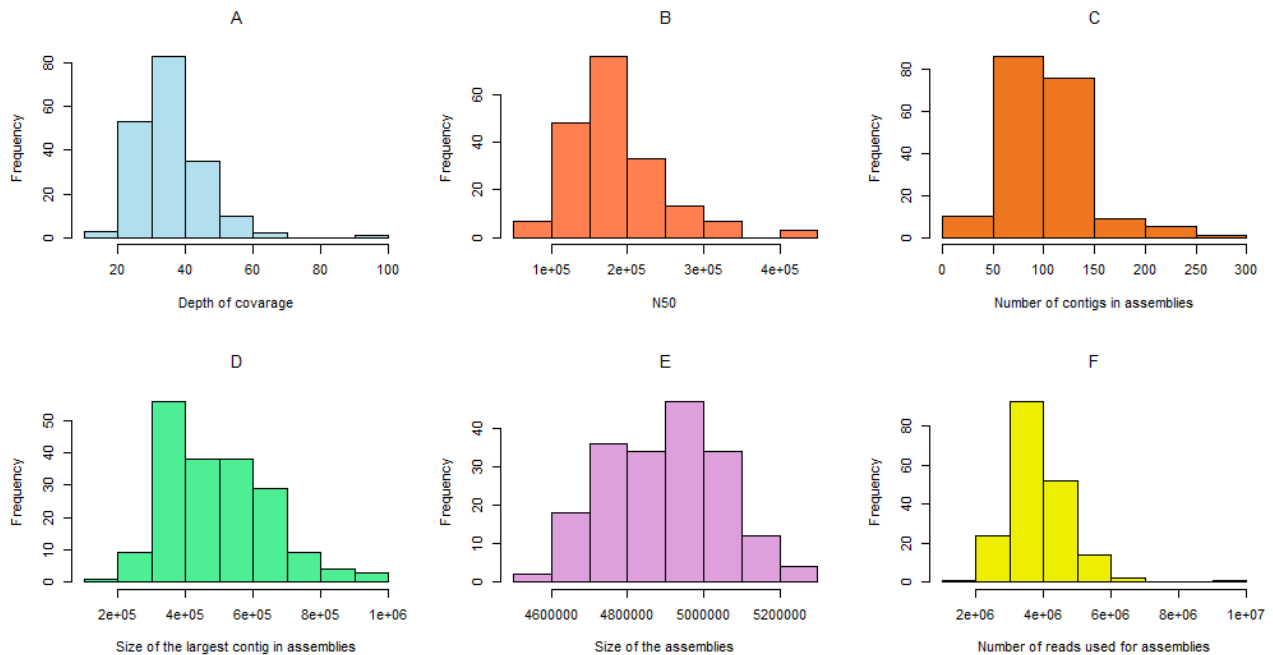 A
B
C
Frequency
0
20
40
60
80
20
40
60
80
100
Depth of covarage
Frequency
0
20
40
60
1e+05
2e+05
3e+05
4e+05
N50
Frequency
0
20
40
60
80
0
50
100
150
200
250
300
Number of contigs in assemblies
D
E
F
Frequency
0
10
20
30
40
50
2e+05
4e+05
6e+05
8e+05
1e+06
Size of the largest contig in assemblies
Frequency
0
10
20
30
40
4600000
4800000
5000000
5200000
Size of the assemblies
Frequency
0
20
40
60
80
2e+06
4e+06
6e+06
8e+06
1e+07
Number of reads used for assemblies